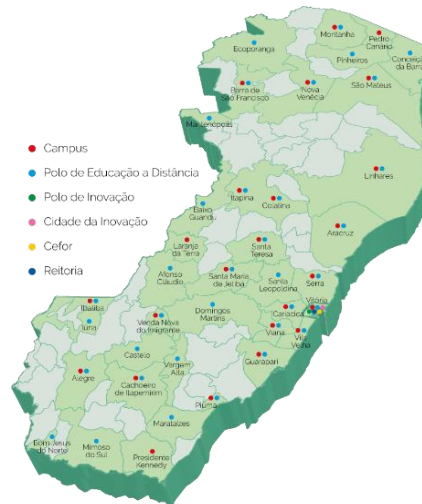 Montanha
Pedro
Canário
Ecoporanga
Pinheiros
Conceição
da Barra
Barra de
São Francisco
Nova
Venécia
São Mateus
Mantenópolis
Campus
Polo de Educação a Distância
Polo de Inovação
Cidade da Inovação
Cefor
Reitoria
Linhares
Itapina
Colatina
Baixo
Guandu
Aracruz
Laranja
da Terra
Santa
Teresa
Afonso
Cláudio
Santa Maria
de Jetibá
Santa
Leopoldina
Serra
Vitória
Cariacica
Ibatiba
Iúna
Venda Nova
do Imigrante
Domingos
Martins
Viana
Vila
Velha
Castelo
Vargem
Alta
Guarapari
Alegre
Cachoeiro
de Itapemirim
Piúma
Marataízes
Bom Jesus
do Norte
Mimoso
do Sul
Presidente
Kennedy